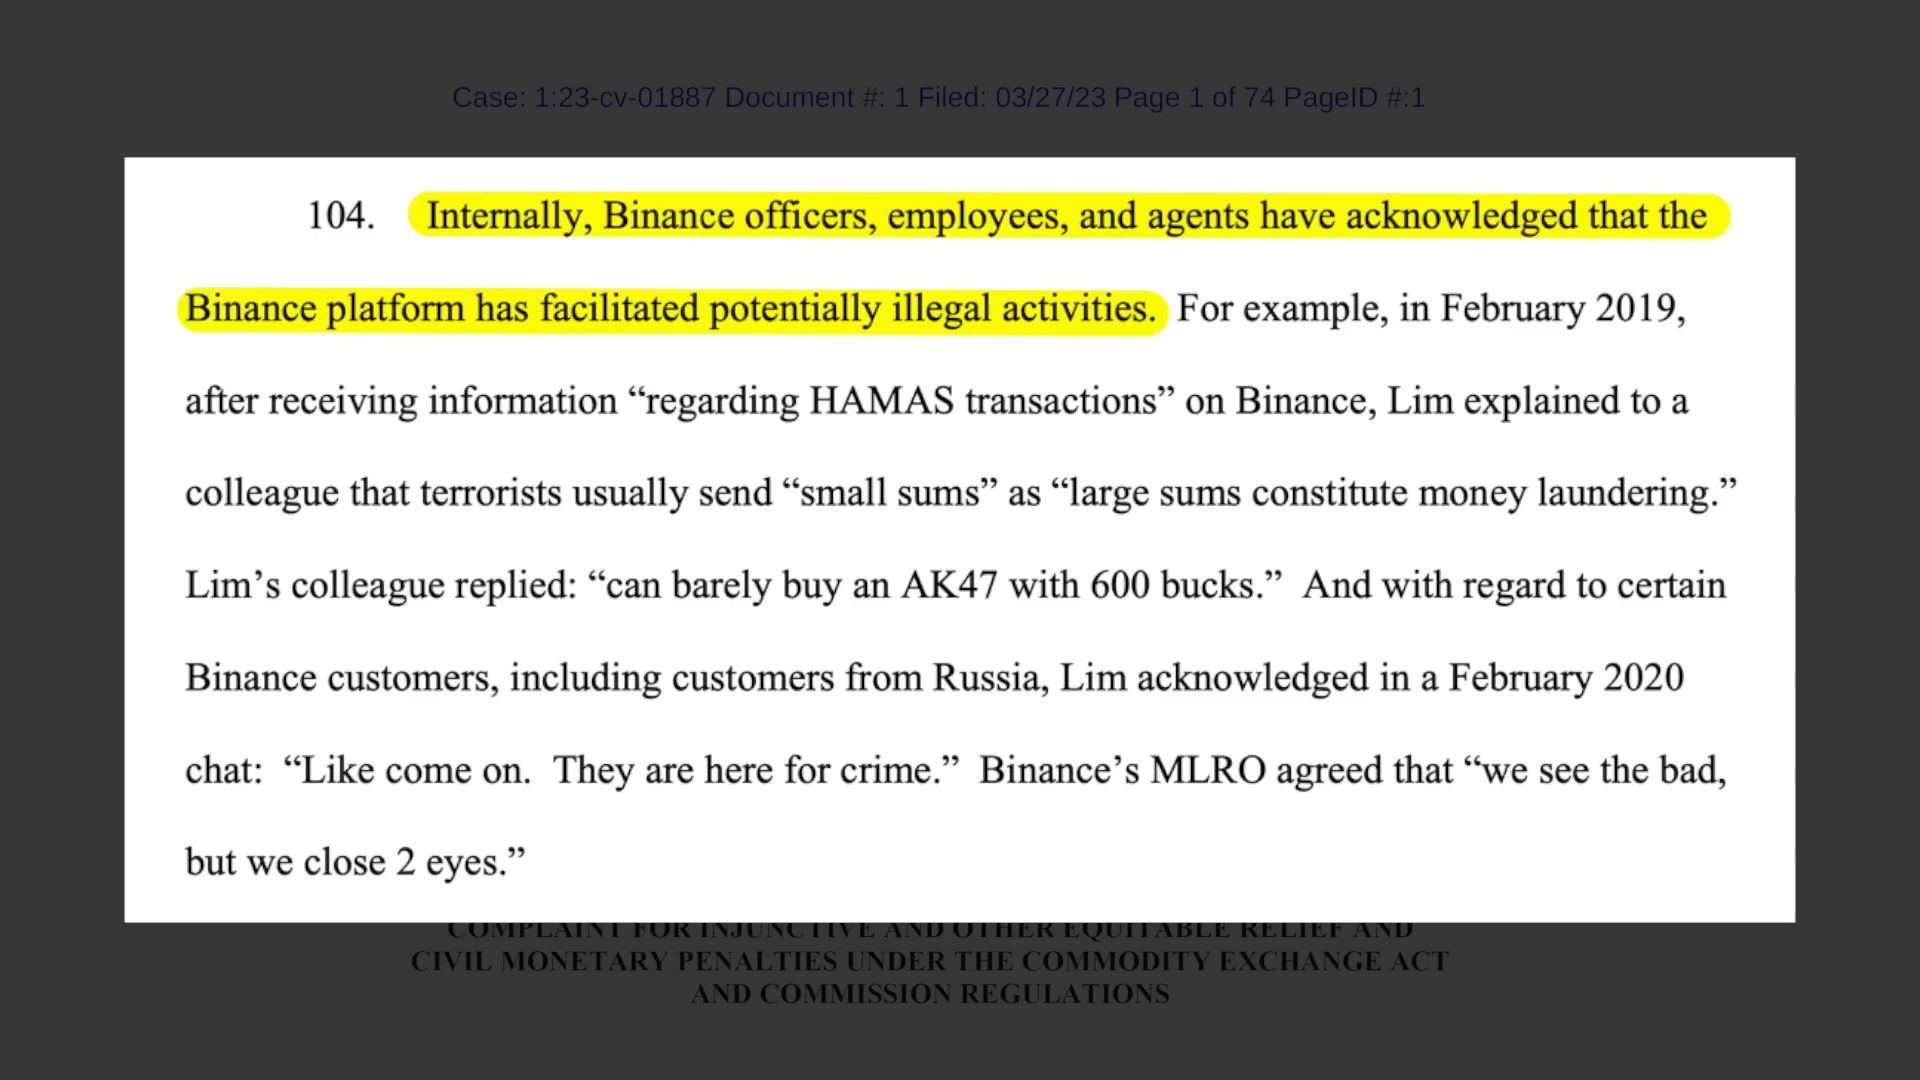 Case: 1:23-cv-01887 Document #: 1 Filed: 03/27/23 Page 1 of 74 PageID #:1
104. Internally, Binance officers, employees, and agents have acknowledged that the
Binance platform has facilitated potentially illegal activities. For example, in February 2019,
after receiving information “regarding HAMAS transactions” on Binance, Lim explained to a
colleague that terrorists usually send “small sums” as “large sums constitute money laundering.”
Lim’s colleague replied: “can barely buy an AK47 with 600 bucks.” And with regard to certain
Binance customers, including customers from Russia, Lim acknowledged in a February 2020
chat: “Like come on. They are here for crime.” Binance’s MLRO agreed that “we see the bad,
but we close 2 eyes.”
COMPLAINT FOR INJUNCTIVE AND OTHER EQUITABLE RELIEF AND
CIVIL MONETARY PENALTIES UNDER THE COMMODITY EXCHANGE ACT
AND COMMISSION REGULATIONS